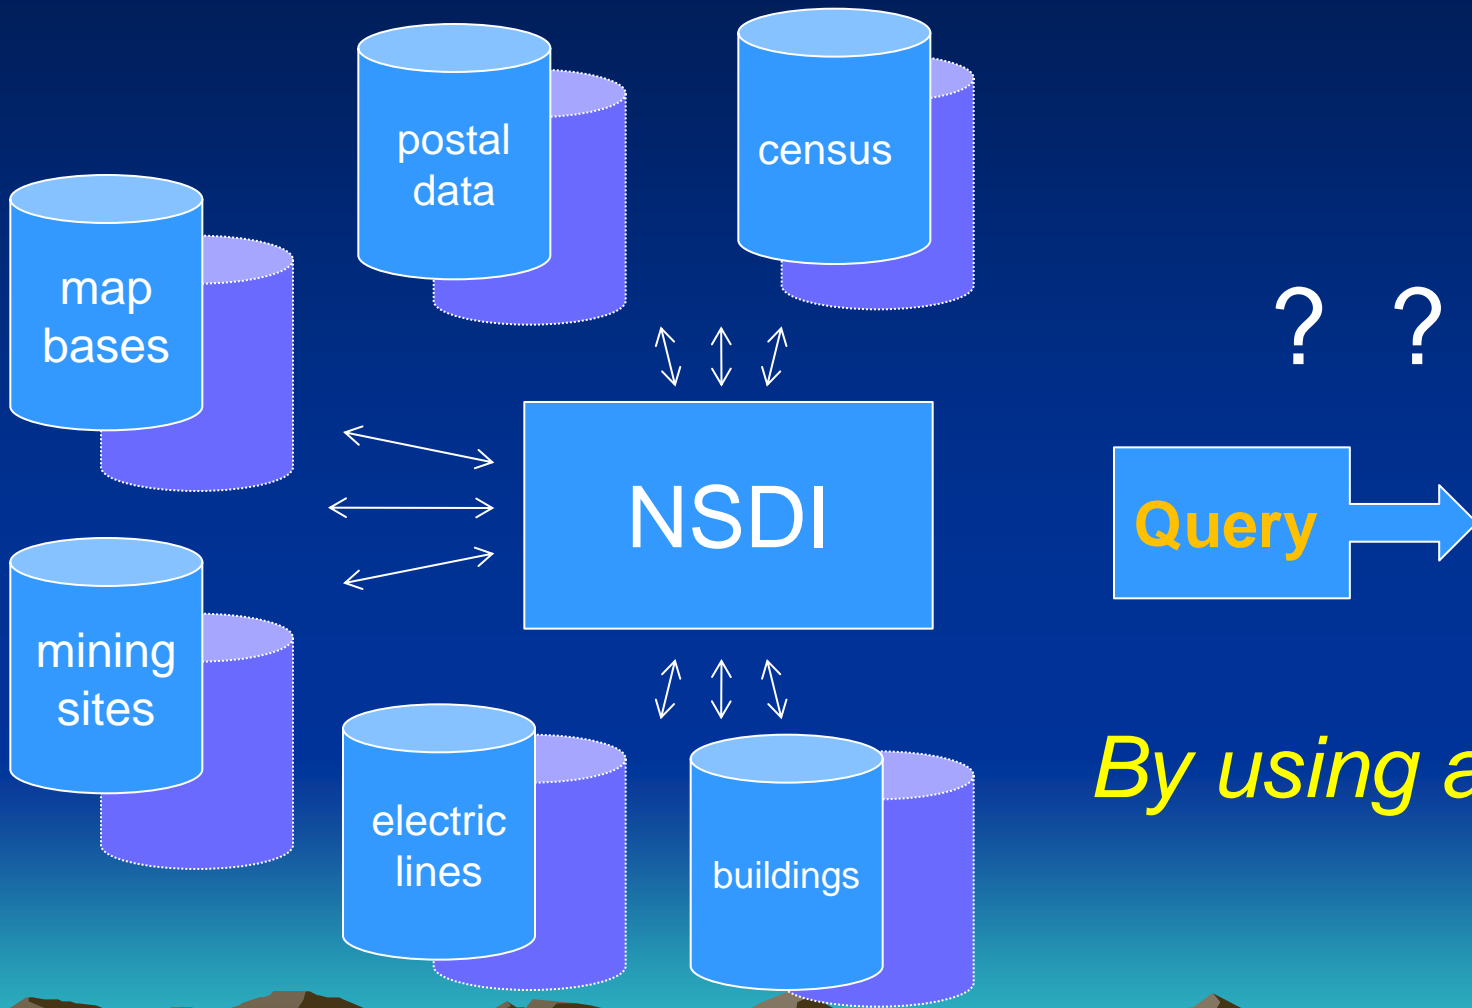 postal
data
census
map
bases
? ?
NSDI
Query
mining
sites
By using a
electric
lines
buildings